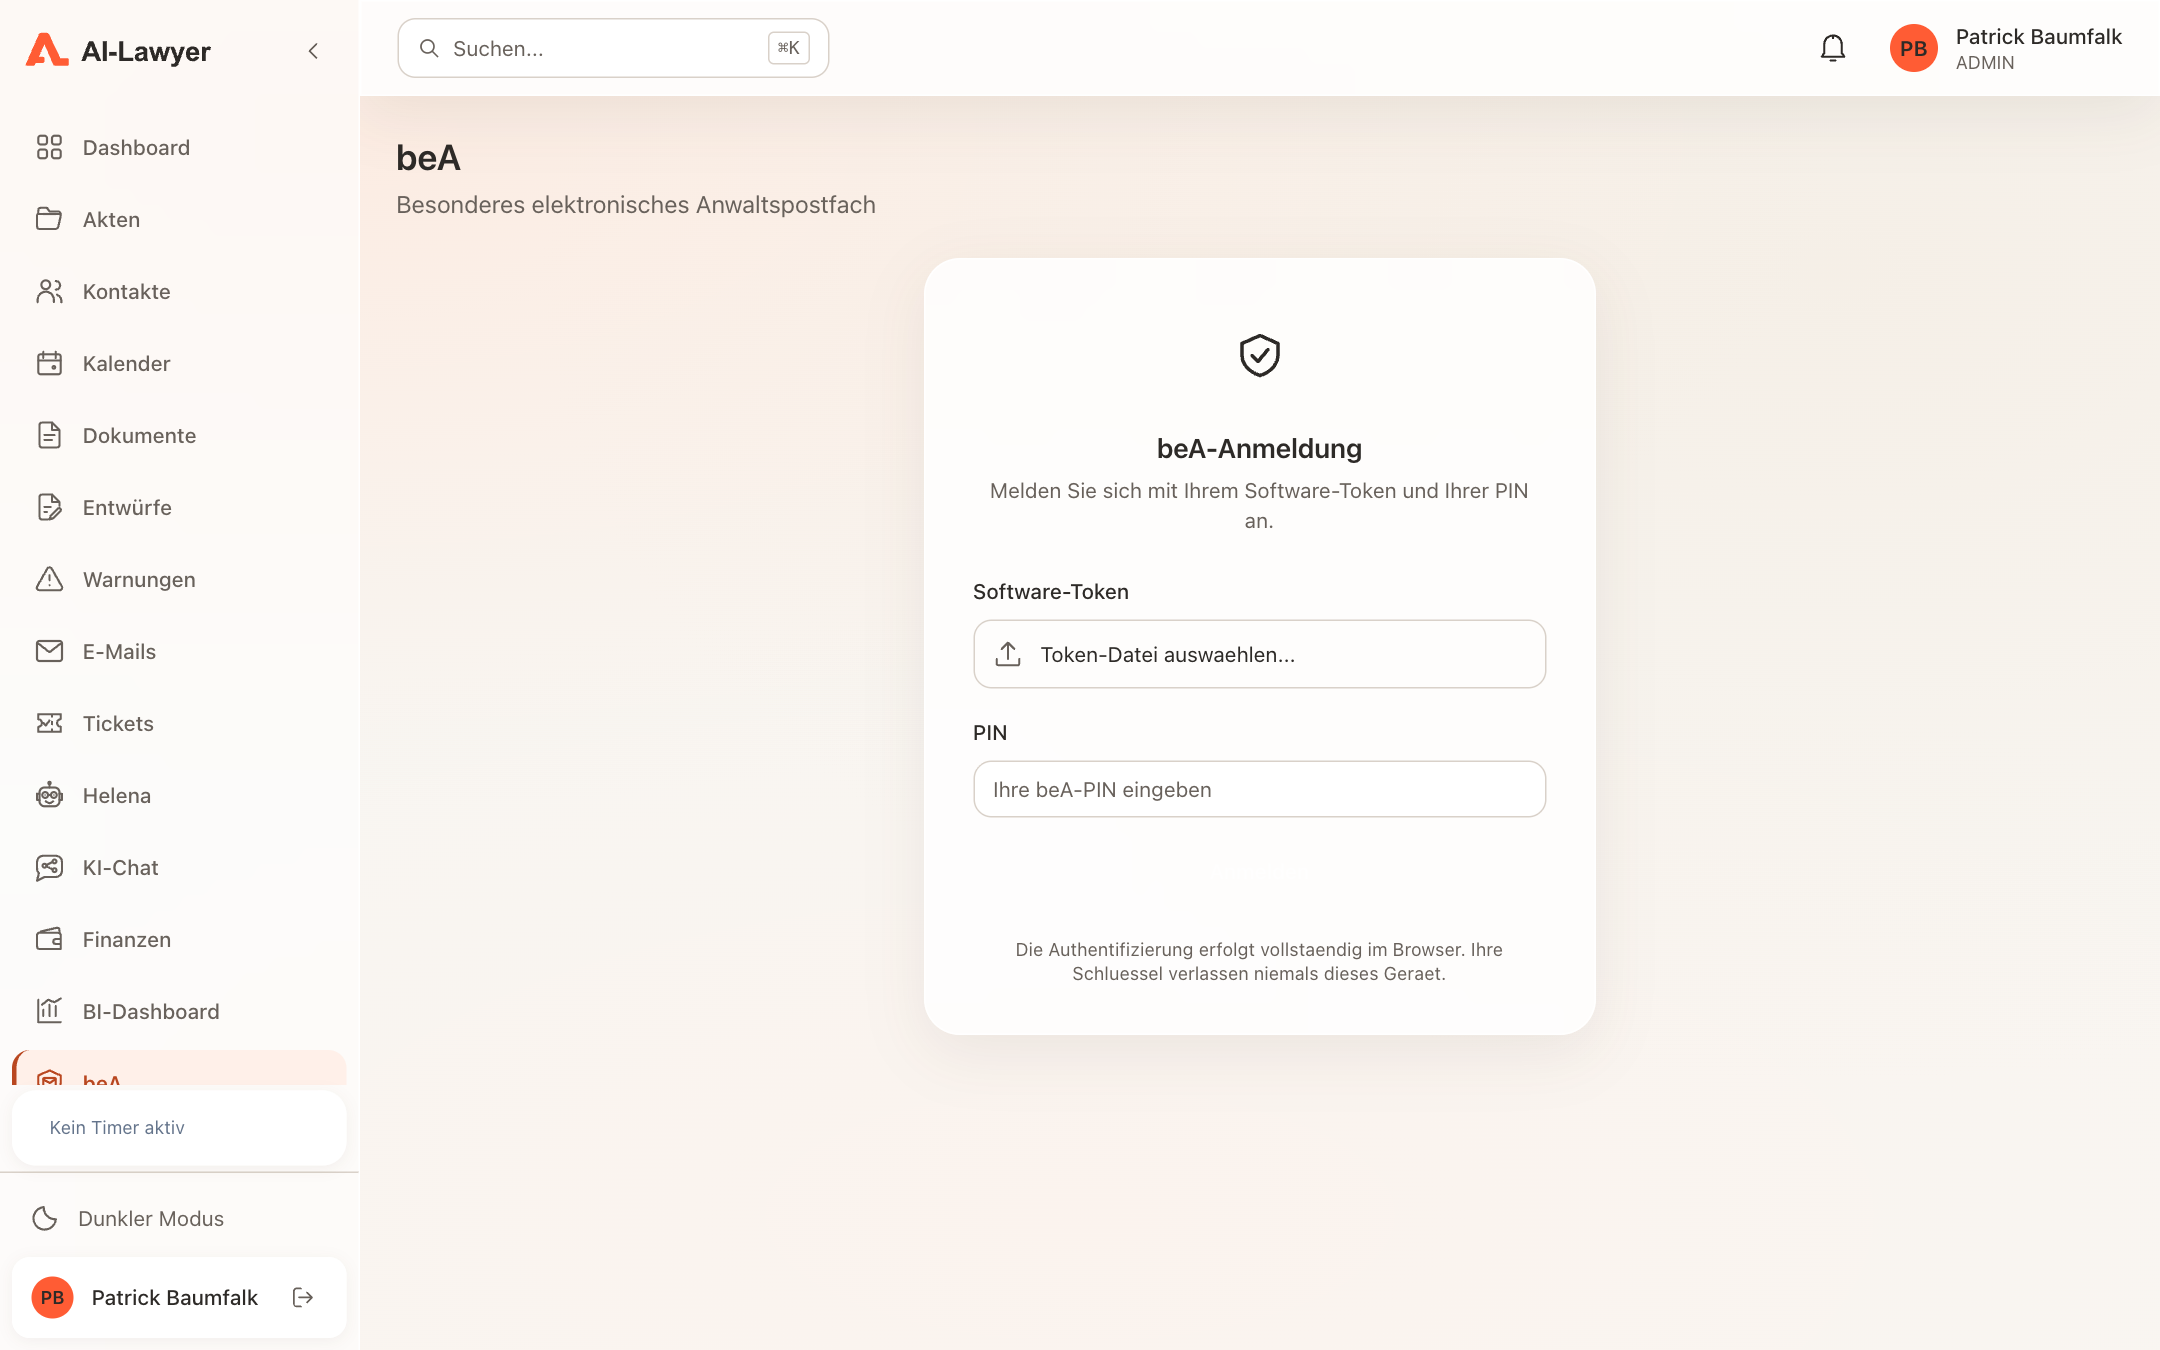 AI-Lawyer
Suchen...
⌘K
PB
Patrick Baumfalk
ADMIN
Dashboard
Akten
Kontakte
Kalender
Dokumente
Entwürfe
Warnungen
E-Mails
Tickets
Helena
KI-Chat
Finanzen
BI-Dashboard
beA
Kein Timer aktiv
Dunkler Modus
PB
Patrick Baumfalk
beA
Besonderes elektronisches Anwaltspostfach
beA-Anmeldung
Melden Sie sich mit Ihrem Software-Token und Ihrer PIN
an.
Software-Token
Token-Datei auswaehlen...
PIN
Ihre beA-PIN eingeben
Die Authentifizierung erfolgt vollstaendig im Browser. Ihre
Schluessel verlassen niemals dieses Geraet.